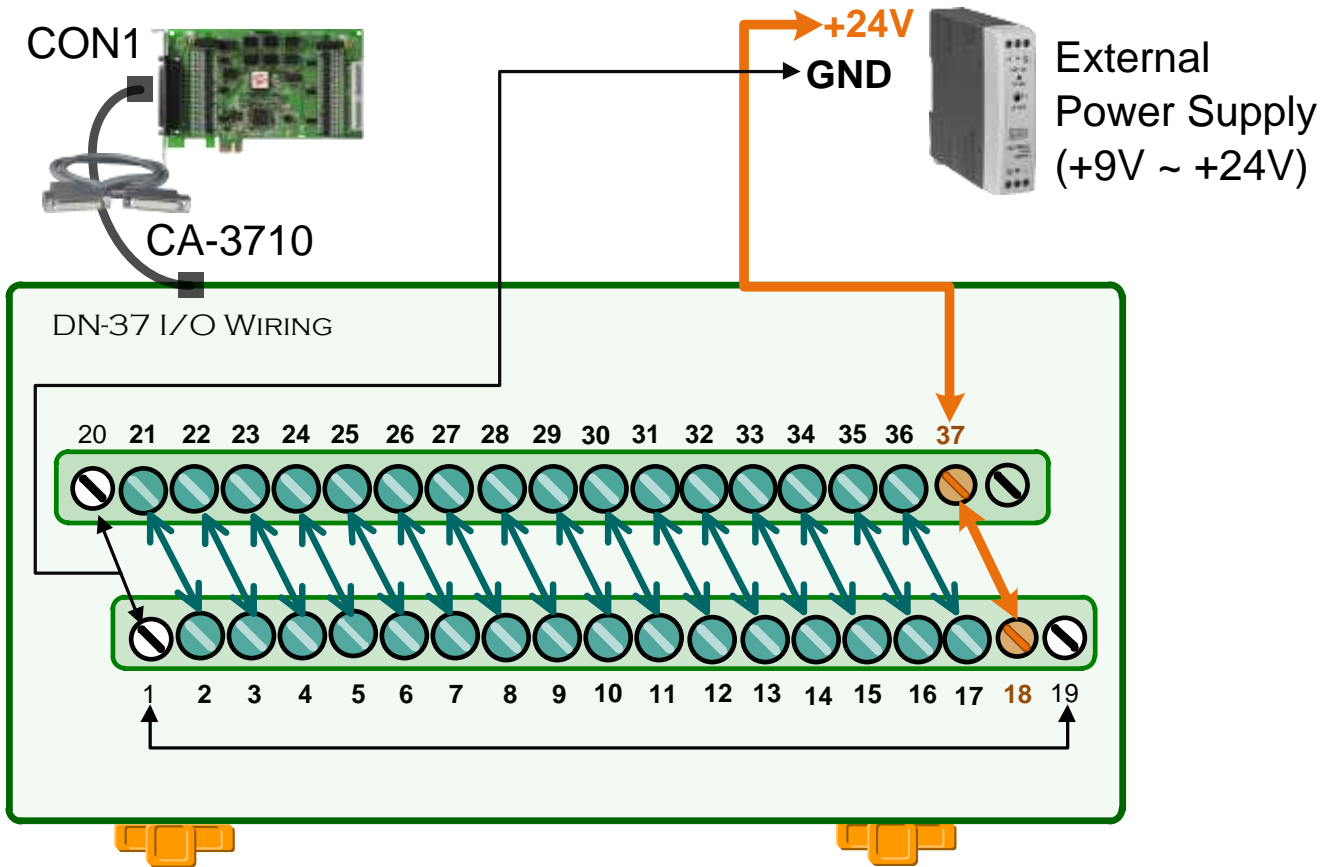 CON1
+24V
GND
External
Power Supply
(+9V ~ +24V)
CA-3710
DN-37 I/O WIRING
20 21 22 23 24 25 26 27 28 29 30 31 32 33 34 35 36 37
1 2 3 4 5 6 7 8 9 10 11 12 13 14 15 16 17 18 19